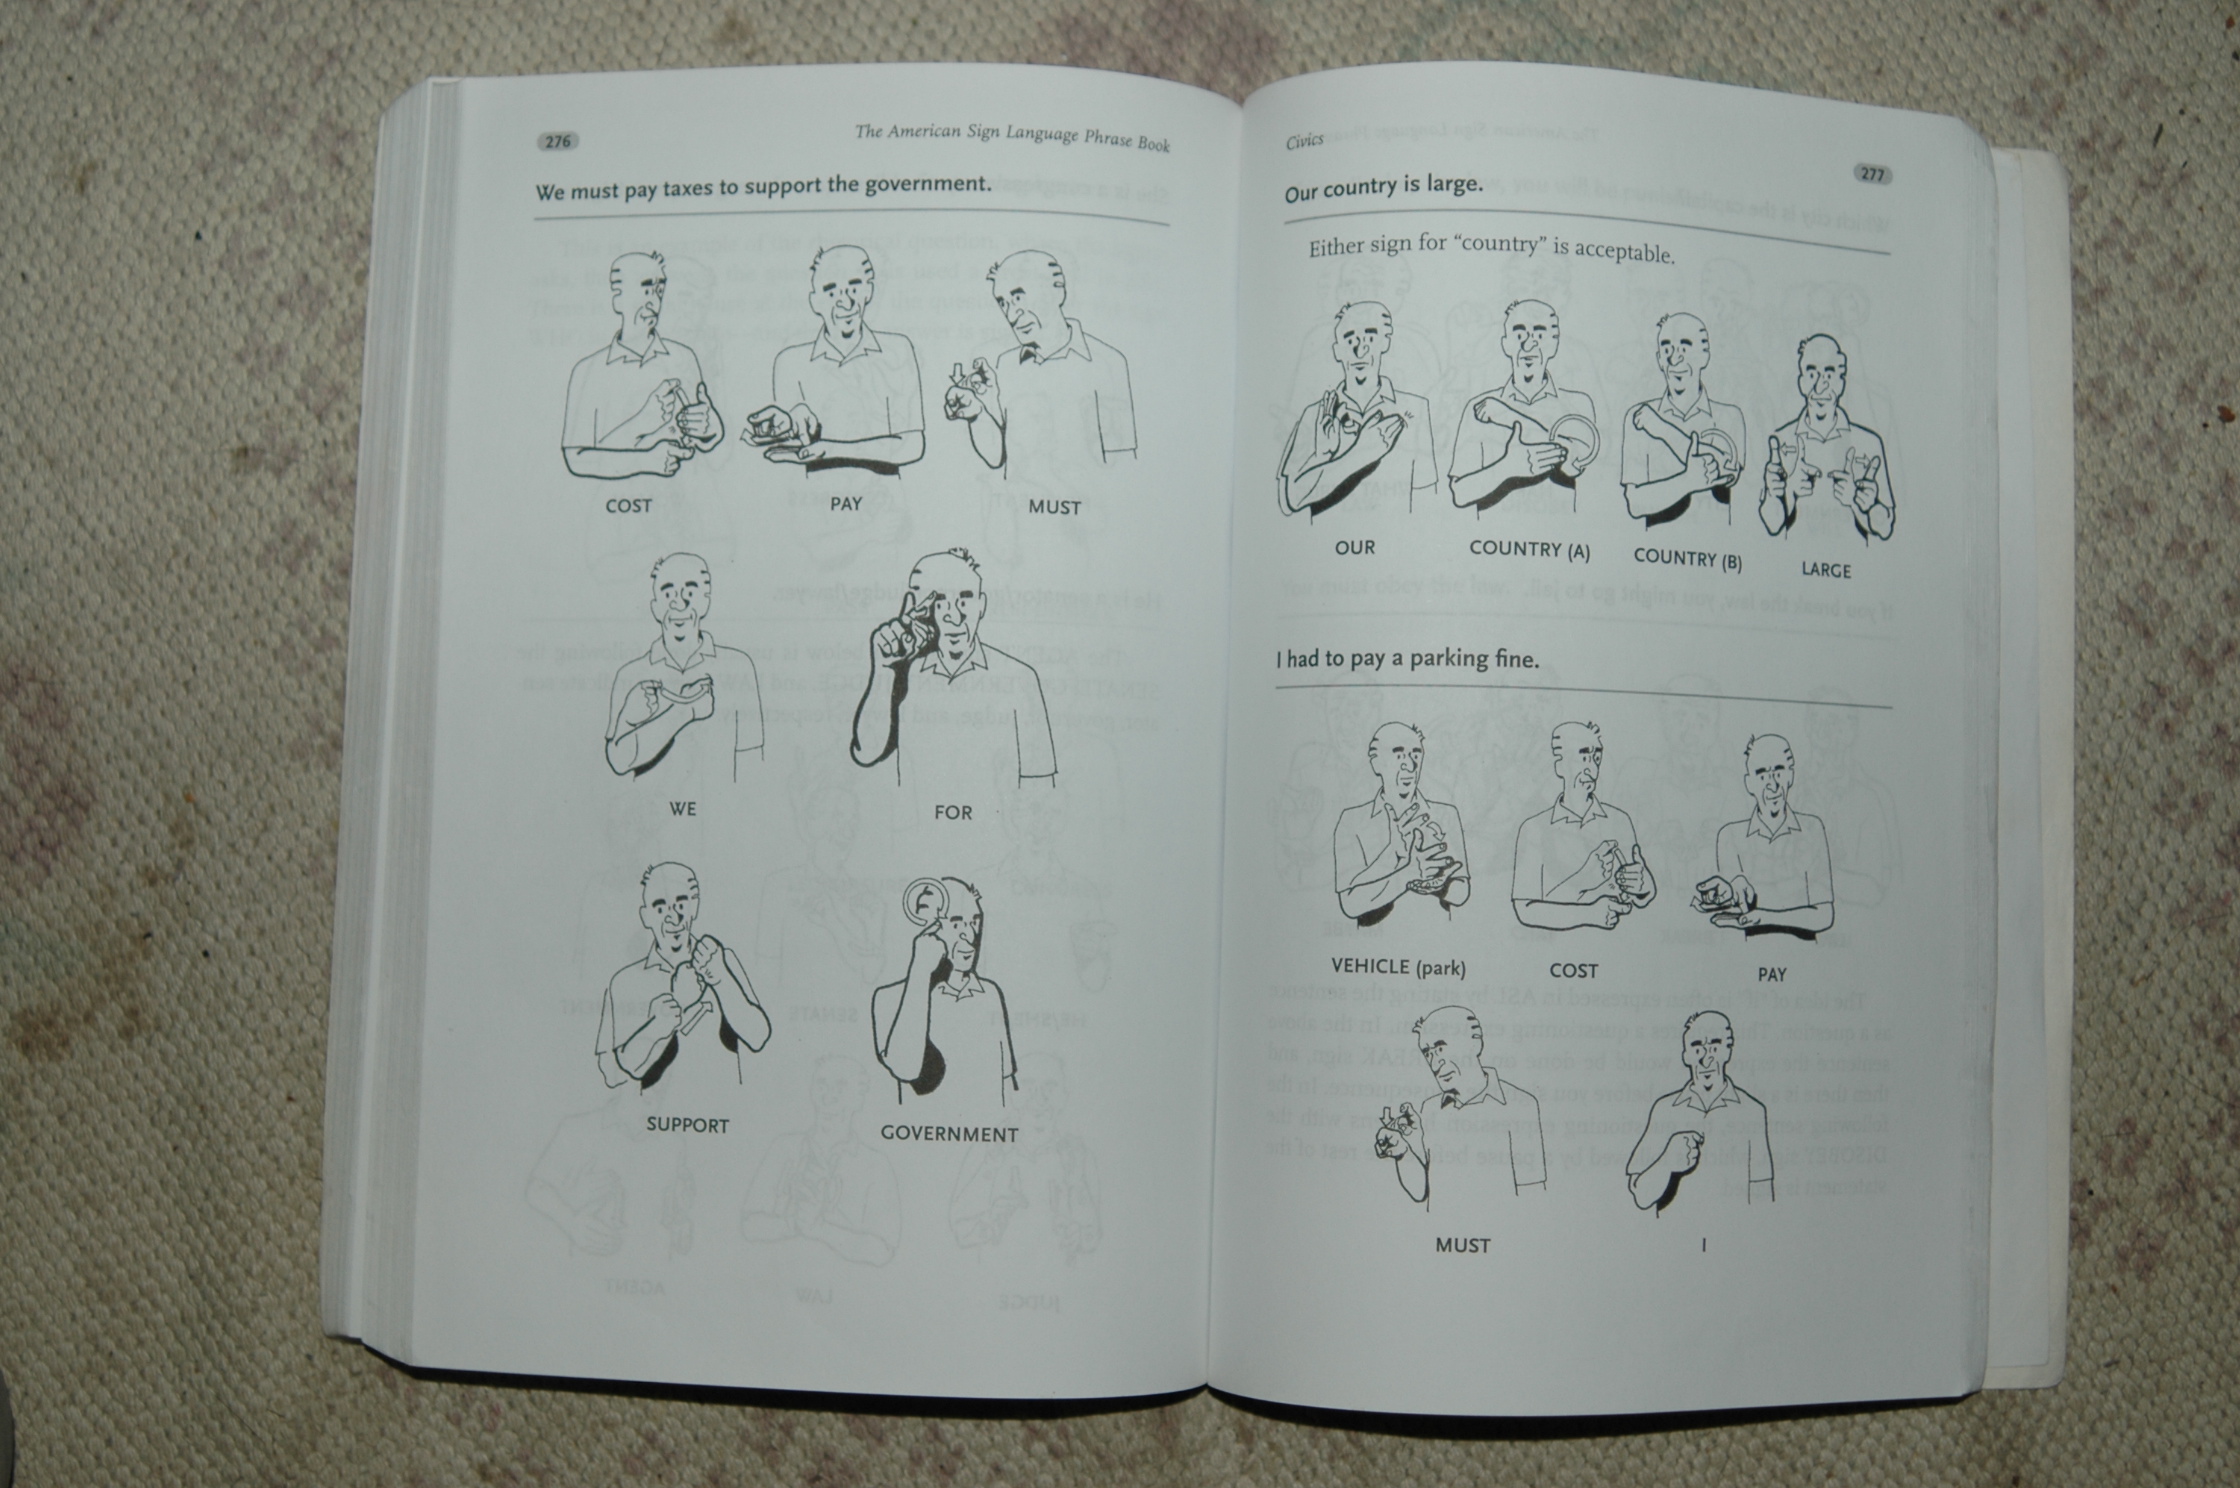 276
The American Sign Language Phrase Book
We must pay taxes to support the government.
COST PAY MUST
WE FOR
SUPPORT GOVERNMENT
Civics
277
Our country is large.
Either sign for "country" is acceptable.
OUR COUNTRY (A) COUNTRY (B) LARGE
I had to pay a parking fine.
VEHICLE (park) COST PAY
MUST I